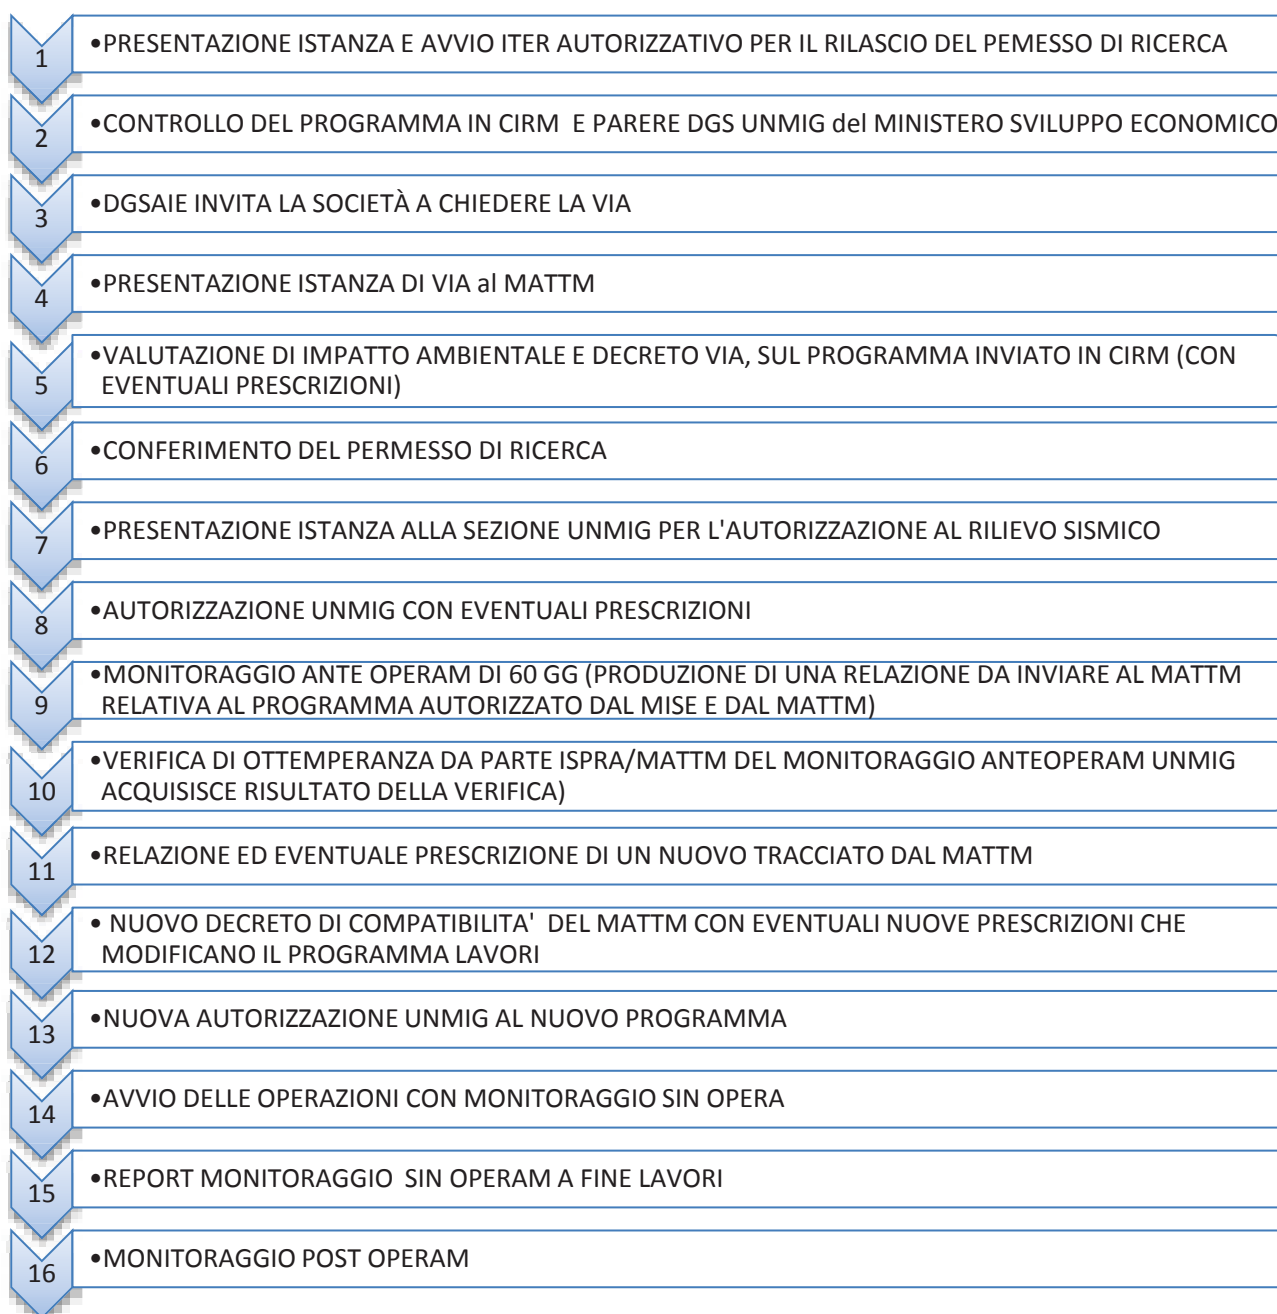 1
•PRESENTAZIONE ISTANZA E AVVIO ITER AUTORIZZATIVO PER IL RILASCIO DEL PEMESSO DI RICERCA
2
•CONTROLLO DEL PROGRAMMA IN CIRM E PARERE DGS UNMIG del MINISTERO SVILUPPO ECONOMICO
3
•DGSAIE INVITA LA SOCIETÀ A CHIEDERE LA VIA
4
•PRESENTAZIONE ISTANZA DI VIA al MATTM
5
•VALUTAZIONE DI IMPATTO AMBIENTALE E DECRETO VIA, SUL PROGRAMMA INVIATO IN CIRM (CON
EVENTUALI PRESCRIZIONI)
6
•CONFERIMENTO DEL PERMESSO DI RICERCA
7
•PRESENTAZIONE ISTANZA ALLA SEZIONE UNMIG PER L'AUTORIZZAZIONE AL RILIEVO SISMICO
8
•AUTORIZZAZIONE UNMIG CON EVENTUALI PRESCRIZIONI
9
•MONITORAGGIO ANTE OPERAM DI 60 GG (PRODUZIONE DI UNA RELAZIONE DA INVIARE AL MATTM
RELATIVA AL PROGRAMMA AUTORIZZATO DAL MISE E DAL MATTM)
10
•VERIFICA DI OTTEMPERANZA DA PARTE ISPRA/MATTM DEL MONITORAGGIO ANTEOPERAM UNMIG
ACQUISISCE RISULTATO DELLA VERIFICA)
11
•RELAZIONE ED EVENTUALE PRESCRIZIONE DI UN NUOVO TRACCIATO DAL MATTM
12
• NUOVO DECRETO DI COMPATIBILITA' DEL MATTM CON EVENTUALI NUOVE PRESCRIZIONI CHE
MODIFICANO IL PROGRAMMA LAVORI
13
•NUOVA AUTORIZZAZIONE UNMIG AL NUOVO PROGRAMMA
14
•AVVIO DELLE OPERAZIONI CON MONITORAGGIO SIN OPERA
15
•REPORT MONITORAGGIO SIN OPERAM A FINE LAVORI
16
•MONITORAGGIO POST OPERAM